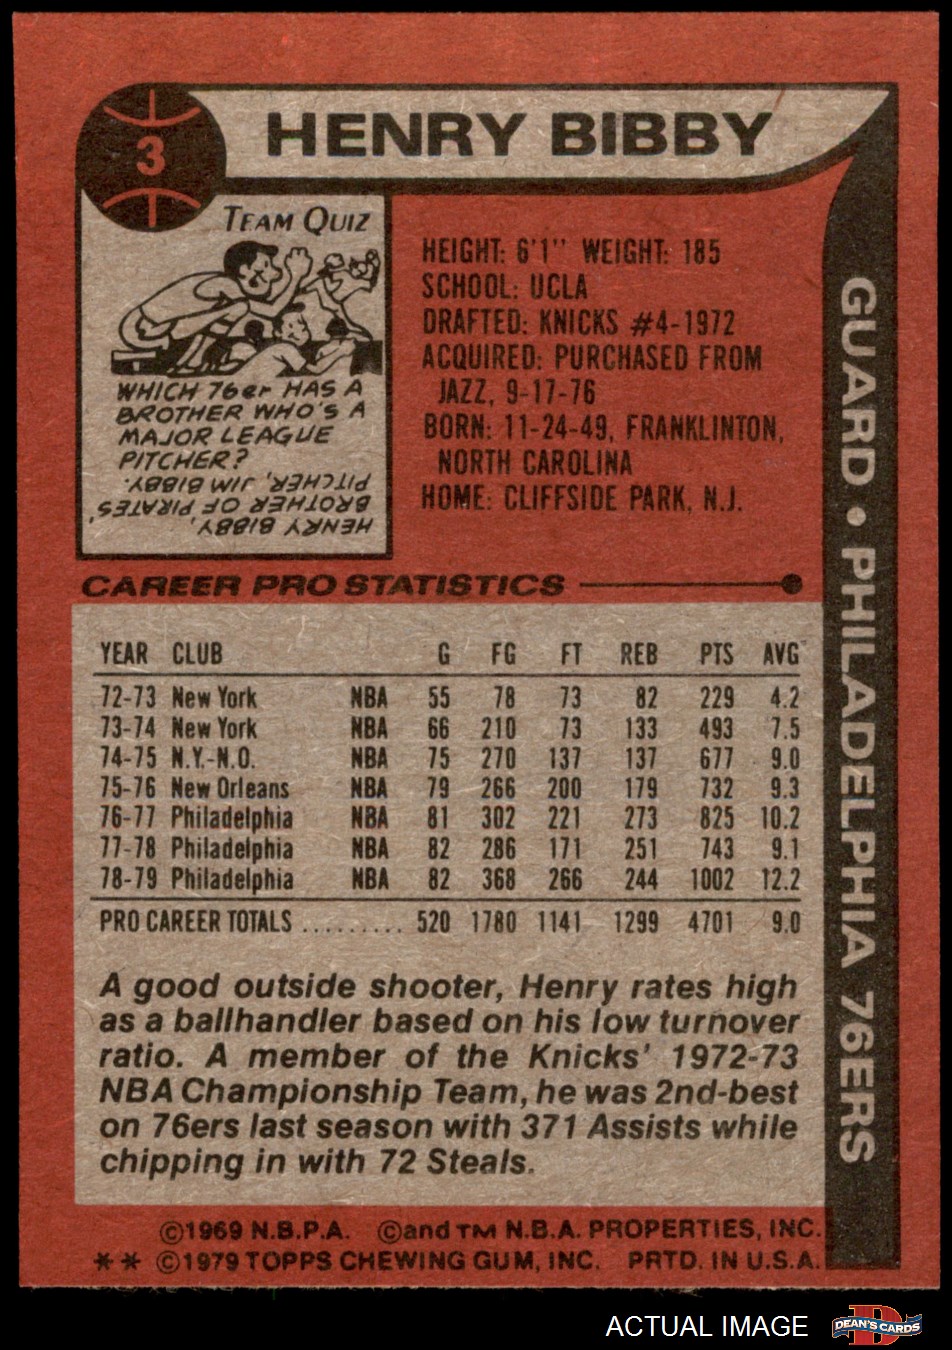 3
HENRY BIBBY
TEAM QUIZ
WHICH 76er HAS A
BROTHER WHO'S A
MAJOR LEAGUE
PITCHER?
HENRY BIBBY,
BROTHER OF PIRATES'
PITCHER, JIM BIBBY.
HEIGHT: 6'1" WEIGHT: 185
SCHOOL: UCLA
DRAFTED: KNICKS #4-1972
ACQUIRED: PURCHASED FROM
JAZZ, 9-17-76
BORN: 11-24-49, FRANKLINTON,
NORTH CAROLINA
HOME: CLIFFSIDE PARK, N.J.
GUARD • PHILADELPHIA 76ERS
CAREER PRO STATISTICS
YEAR CLUB G FG FT REB PTS AVG
72-73 New York NBA 55 78 73 82 229 4.2
73-74 New York NBA 66 210 73 133 493 7.5
74-75 N.Y.-N.O. NBA 75 270 137 137 677 9.0
75-76 New Orleans NBA 79 266 200 179 732 9.3
76-77 Philadelphia NBA 81 302 221 273 825 10.2
77-78 Philadelphia NBA 82 286 171 251 743 9.1
78-79 Philadelphia NBA 82 368 266 244 1002 12.2
PRO CAREER TOTALS ......... 520 1780 1141 1299 4701 9.0
A good outside shooter, Henry rates high
as a ballhandler based on his low turnover
ratio. A member of the Knicks' 1972-73
NBA Championship Team, he was 2nd-best
on 76ers last season with 371 Assists while
chipping in with 72 Steals.
©1969 N.B.P.A. ©and TM N.B.A. PROPERTIES, INC.
** ©1979 TOPPS CHEWING GUM, INC. PRTD. IN U.S.A.
ACTUAL IMAGE
D
DEAN'S CARDS